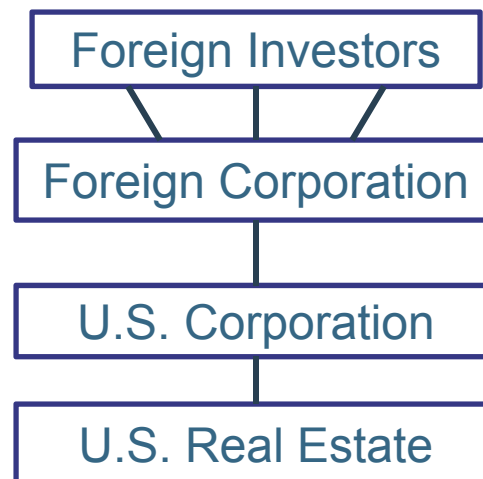 Foreign Investors
Foreign Corporation
U.S. Corporation
U.S. Real Estate